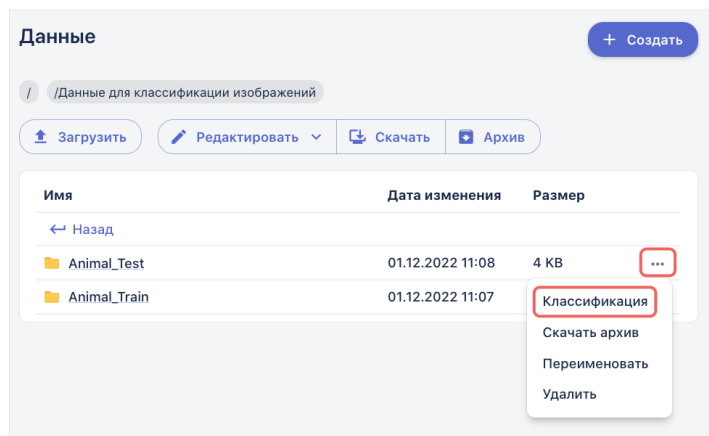 Данные
+ Создать
/ /Данные для классификации изображений
Загрузить Редактировать Скачать Архив
Имя Дата изменения Размер
Назад
Animal_Test 01.12.2022 11:08 4 KB ...
Animal_Train 01.12.2022 11:07
Классификация
Скачать архив
Переименовать
Удалить